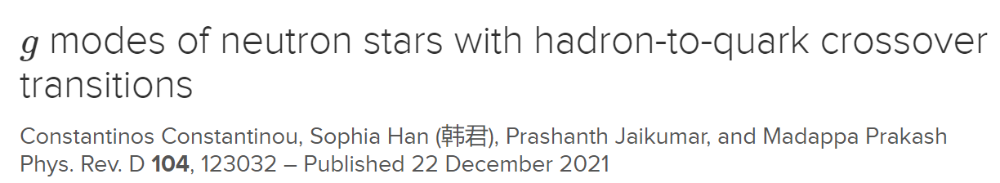 g modes of neutron stars with hadron-to-quark crossover
transitions
Constantinos Constantinou, Sophia Han (韩君), Prashanth Jaikumar, and Madappa Prakash
Phys. Rev. D 104, 123032 – Published 22 December 2021